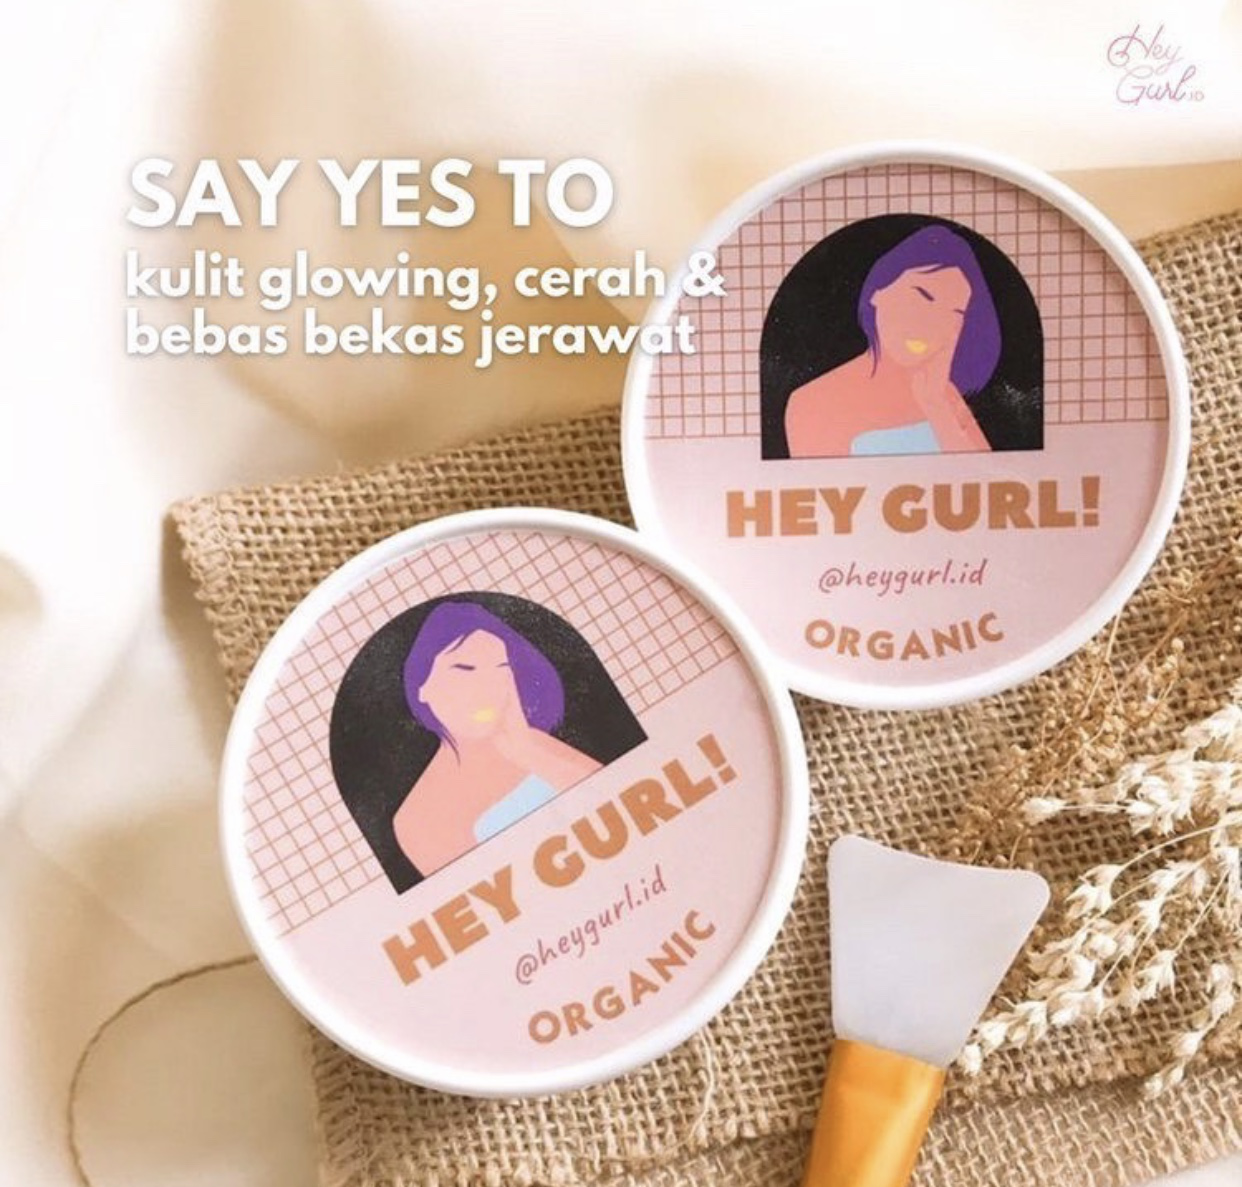 Hey
Gurl.ID
SAY YES TO
kulit glowing, cerah &
bebas bekas jerawat
HEY GURL!
@heygurl.id
ORGANIC
HEY GURL!
@heygurl.id
ORGANIC